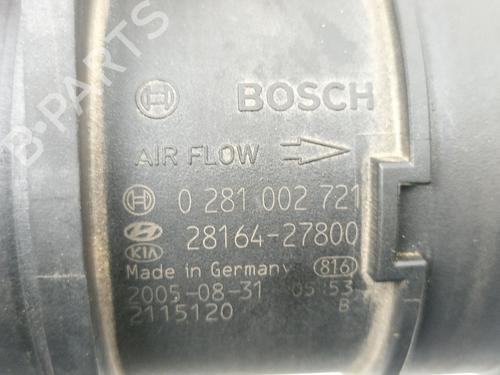 B-PARTS
BOSCH
AIR FLOW
0 281 002 721
28164-27800
KIA
Made in Germany 816
2005-08-31 05:53
2115120 B